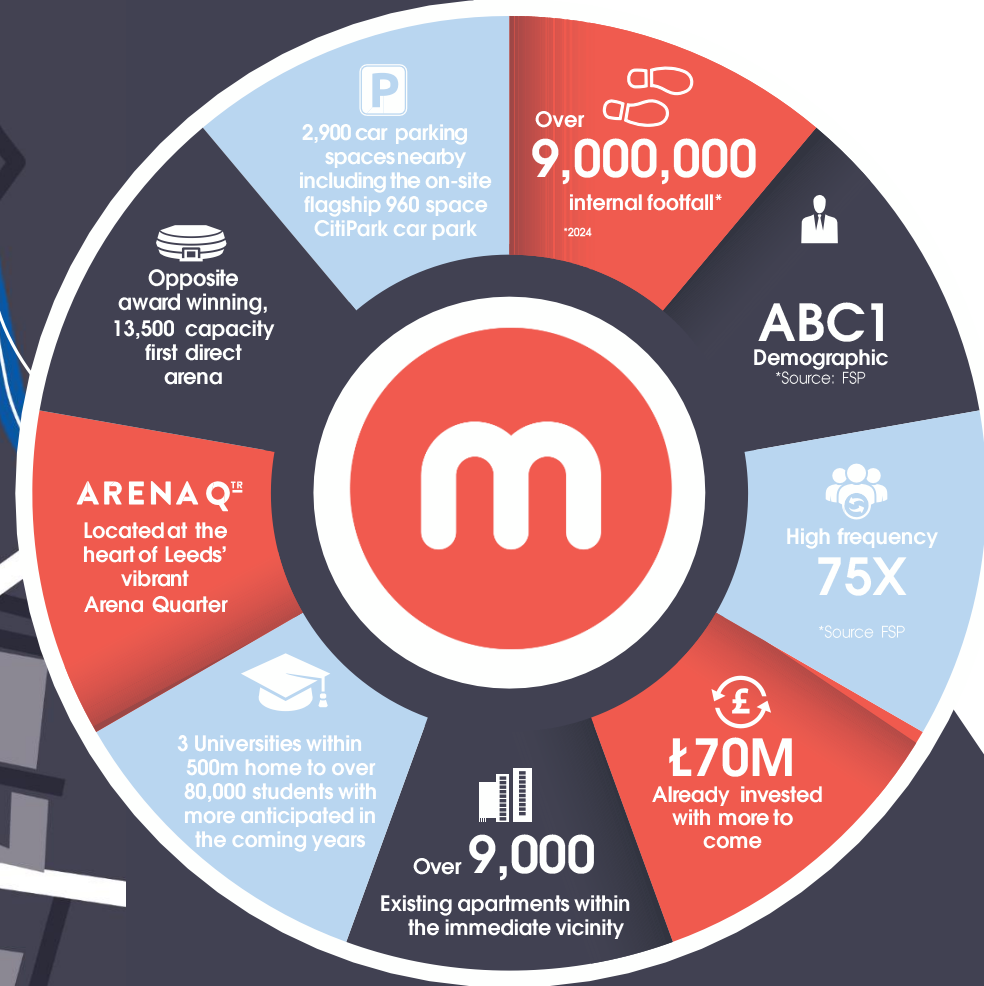 P
2,900 car parking
spaces nearby
including the on-site
flagship 960 space
CitiPark car park
Over
9,000,000
internal footfall*
*2024
ABC1
Demographic
*Source: FSP
High frequency
75X
*Source FSP
£
Ł70M
Already invested
with more to
come
Over 9,000
Existing apartments within
the immediate vicinity
3 Universities within
500m home to over
80,000 students with
more anticipated in
the coming years
ARENA Q TR
Located at the
heart of Leeds’
vibrant
Arena Quarter
Opposite
award winning,
13,500 capacity
first direct
arena
m